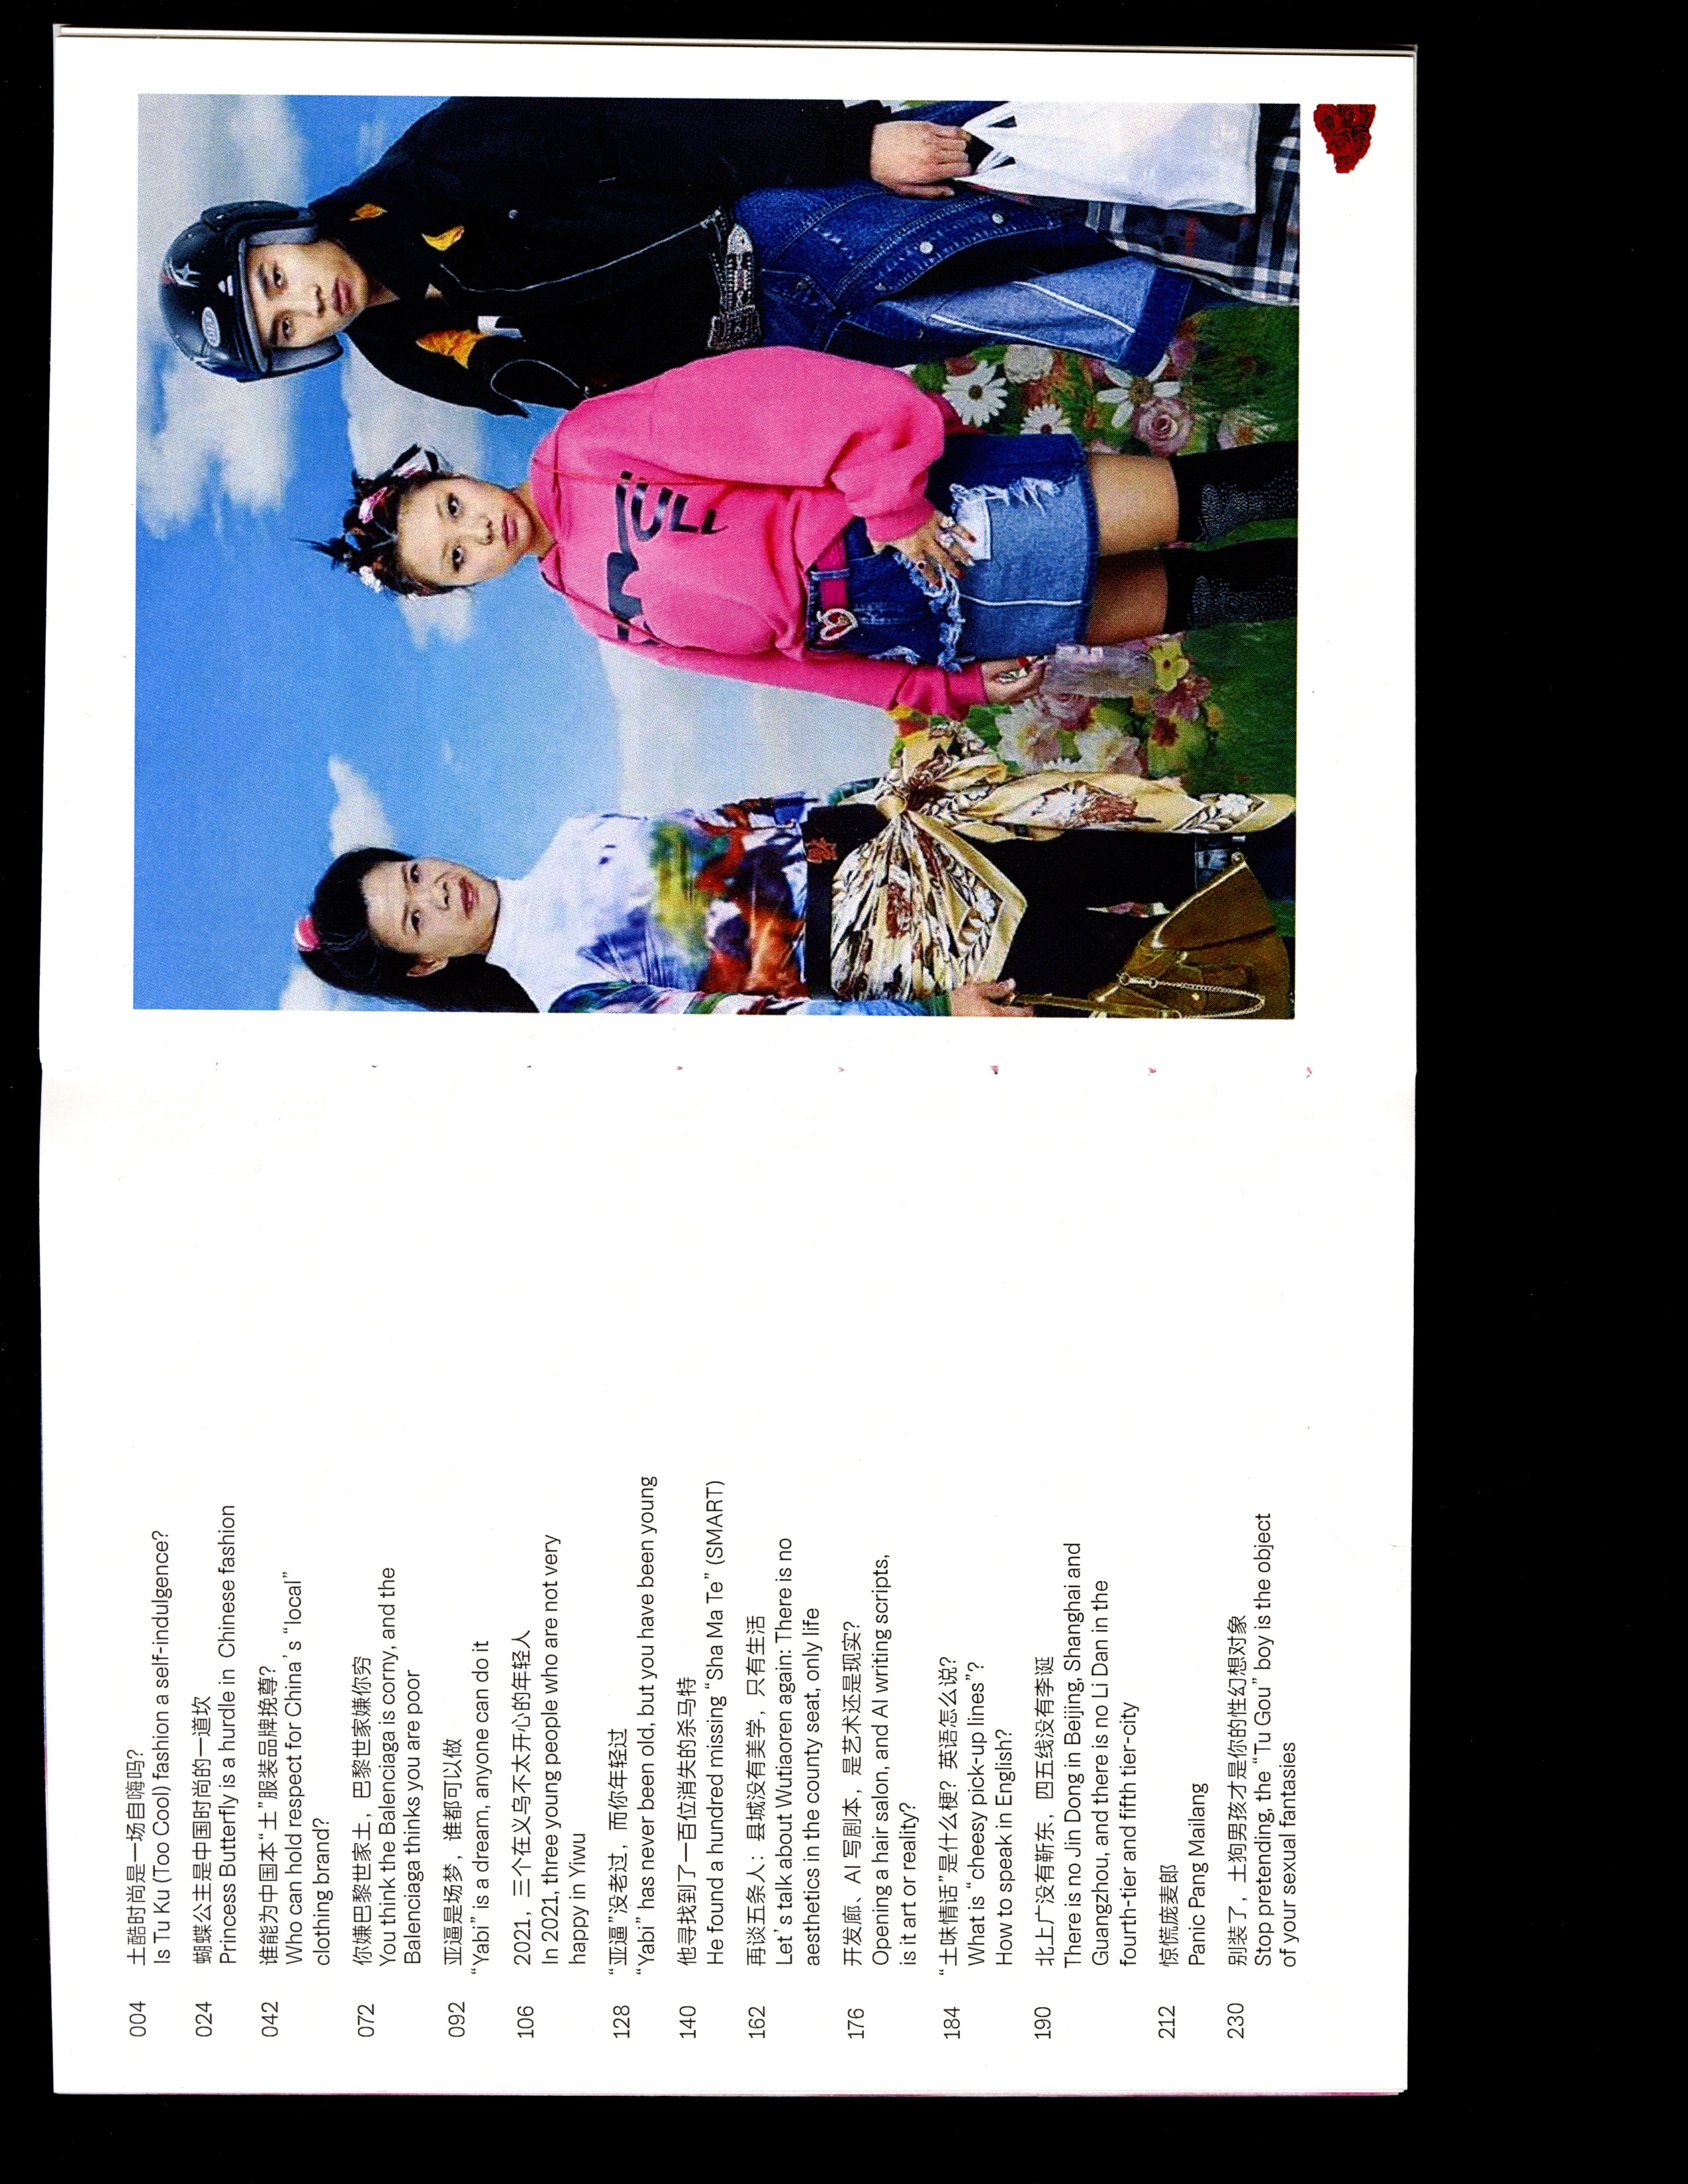 004 土酷时尚是一场自嗨吗?
Is Tu Ku (Too Cool) fashion a self-indulgence?
024 蝴蝶公主是中国时尚的一道坎
Princess Butterfly is a hurdle in Chinese fashion
042 谁能为中国本“土”服装品牌挽尊?
Who can hold respect for China’s “local”
clothing brand?
072 你嫌巴黎世家土，巴黎世家嫌你穷
You think the Balenciaga is corny, and the
Balenciaga thinks you are poor
092 亚逼是场梦，谁都可以做
“Yabi” is a dream, anyone can do it
106 2021，三个在义乌不太开心的年轻人
In 2021, three young people who are not very
happy in Yiwu
128 “亚逼”没老过，而你年轻过
“Yabi” has never been old, but you have been young
140 他寻找到了一百位消失的杀马特
He found a hundred missing “Sha Ma Te” (SMART)
162 再谈五条人：县城没有美学，只有生活
Let’s talk about Wutiaoren again: There is no
aesthetics in the county seat, only life
176 开发廊、AI 写剧本，是艺术还是现实?
Opening a hair salon, and AI writing scripts,
is it art or reality?
184 “土味情话”是什么梗? 英语怎么说?
What is “cheesy pick-up lines”?
How to speak in English?
190 北上广没有靳东，四五线没有李诞
There is no Jin Dong in Beijing, Shanghai and
Guangzhou, and there is no Li Dan in the
fourth-tier and fifth tier-city
212 惊慌庞麦郎
Panic Pang Mailang
230 别装了，土狗男孩才是你的性幻想对象
Stop pretending, the “Tu Gou” boy is the object
of your sexual fantasies